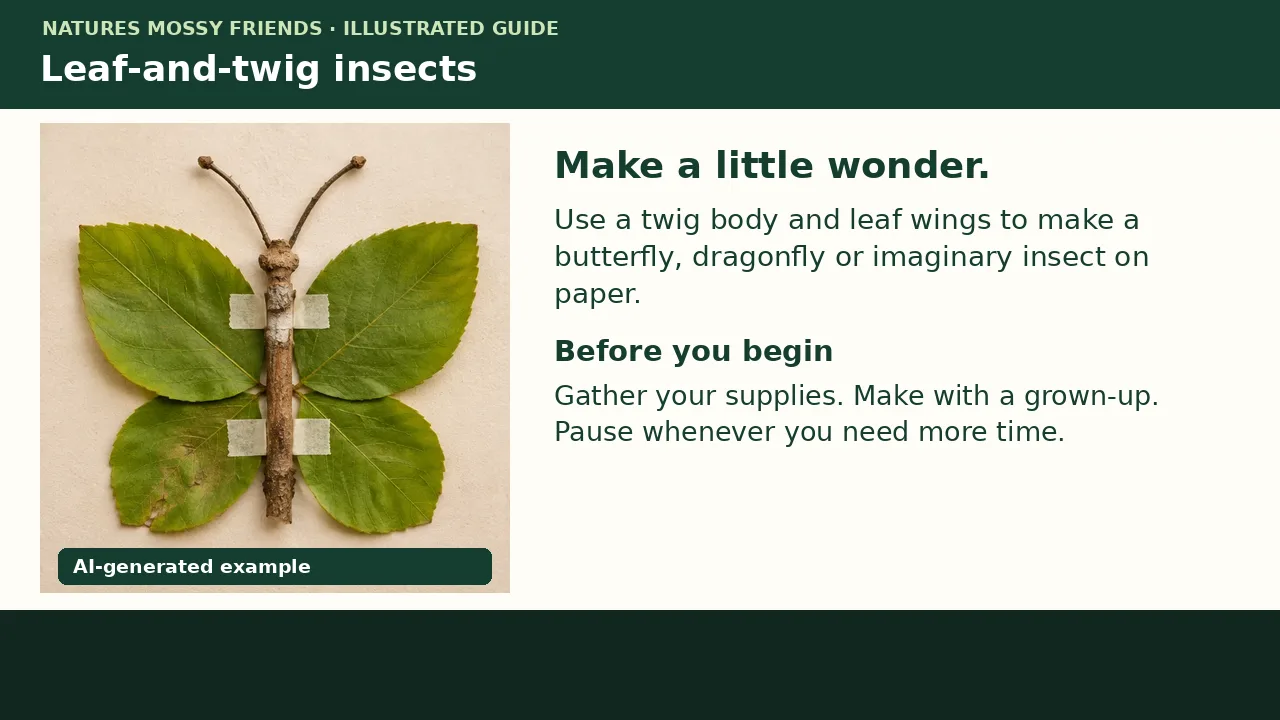 NATURES MOSSY FRIENDS · ILLUSTRATED GUIDE
Leaf-and-twig insects
Make a little wonder.
Use a twig body and leaf wings to make a
butterfly, dragonfly or imaginary insect on
paper.
Before you begin
Gather your supplies. Make with a grown-up.
Pause whenever you need more time.
AI-generated example